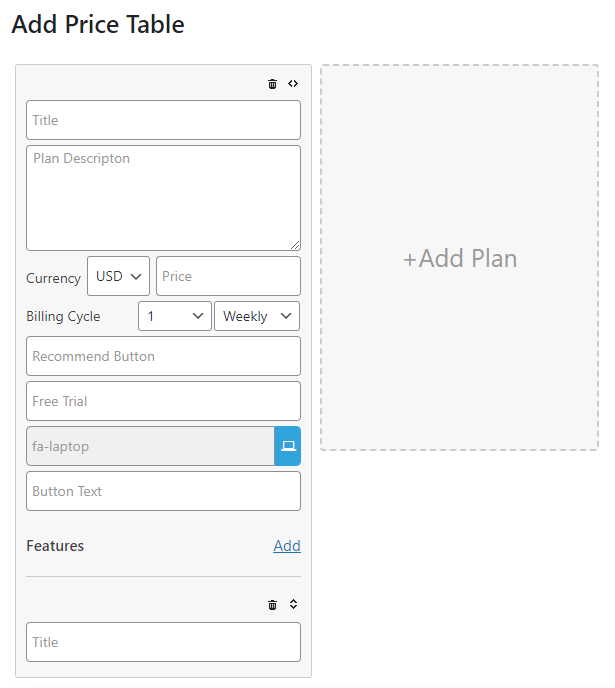 Add Price Table
Title
Plan Descripton
+Add Plan
Currency USD Price
Billing Cycle 1 Weekly
Recommend Button
Free Trial
fa-laptop
Button Text
Features Add
Title